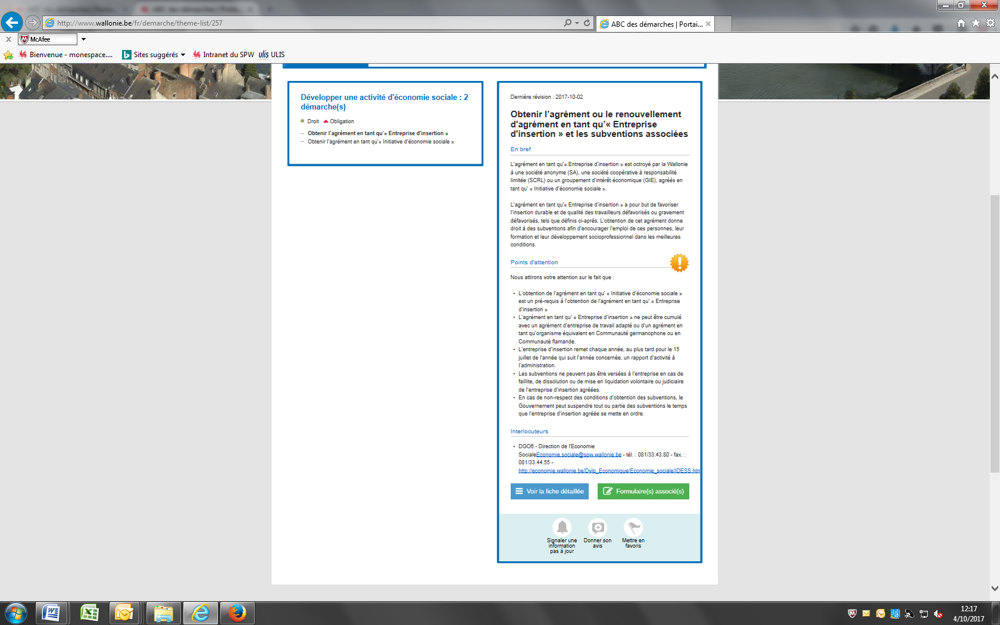 http://www.wallonie.be/fr/demarche/theme-list/257
ABC des démarches | Portai...
McAfee
Bienvenue - monespace....
Sites suggérés
Intranet du SPW
ulis ULIS
Développer une activité d'économie sociale : 2
démarche(s)
Droit
Obligation
Obtenir l'agrément en tant qu'« Entreprise d'insertion »
Obtenir l'agrément en tant qu'« Initiative d'économie sociale »
Dernière révision : 2017-10-02
Obtenir l'agrément ou le renouvellement
d'agrément en tant qu'« Entreprise
d'insertion » et les subventions associées
En bref
L'agrément en tant qu'« Entreprise d'insertion » est octroyé par la Wallonie
à une société anonyme (SA), une société coopérative à responsabilité
limitée (SCRL) ou un groupement d'intérêt économique (GIE), agréés en
tant qu' « Initiative d'économie sociale ».
L'agrément en tant qu'« Entreprise d'insertion » a pour but de favoriser
l'insertion durable et de qualité des travailleurs défavorisés ou gravement
défavorisés, tels que définis ci-après. L'obtention de cet agrément donne
droit à des subventions afin d'encourager l'emploi de ces personnes, leur
formation et leur développement socioprofessionnel dans les meilleures
conditions.
Points d'attention
Nous attirons votre attention sur le fait que :
• L'obtention de l'agrément en tant qu' « Initiative d'économie sociale »
est un pré-requis à l'obtention de l'agrément en tant qu' « Entreprise
d'insertion »
• L'agrément en tant qu' « Entreprise d'insertion » ne peut être cumulé
avec un agrément d'entreprise de travail adapté ou d'un agrément en
tant qu'organisme équivalent en Communauté germanophone ou en
Communauté flamande.
• L'entreprise d'insertion remet chaque année, au plus tard pour le 15
juillet de l'année qui suit l'année concernée, un rapport d'activité à
l'administration.
• Les subventions ne peuvent pas être versées à l'entreprise en cas de
faillite, de dissolution ou de mise en liquidation volontaire ou judiciaire
de l'entreprise d'insertion agréées.
• En cas de non-respect des conditions d'obtention des subventions, le
Gouvernement peut suspendre tout ou partie des subventions le temps
que l'entreprise d'insertion agréée se mette en ordre.
Interlocuteurs
• DGO6 - Direction de l'Economie
SocialeEconomie.sociale@spw.wallonie.be - tél. : 081/33.43.80 - fax. :
081/33.44.55 -
http://economie.wallonie.be/Dvlp_Economique/Economie_sociale/IDESS.htm
Voir la fiche détaillée
Formulaire(s) associé(s)
Signaler une
information
pas à jour
Donner son
avis
Mettre en
favoris
12:17
4/10/2017